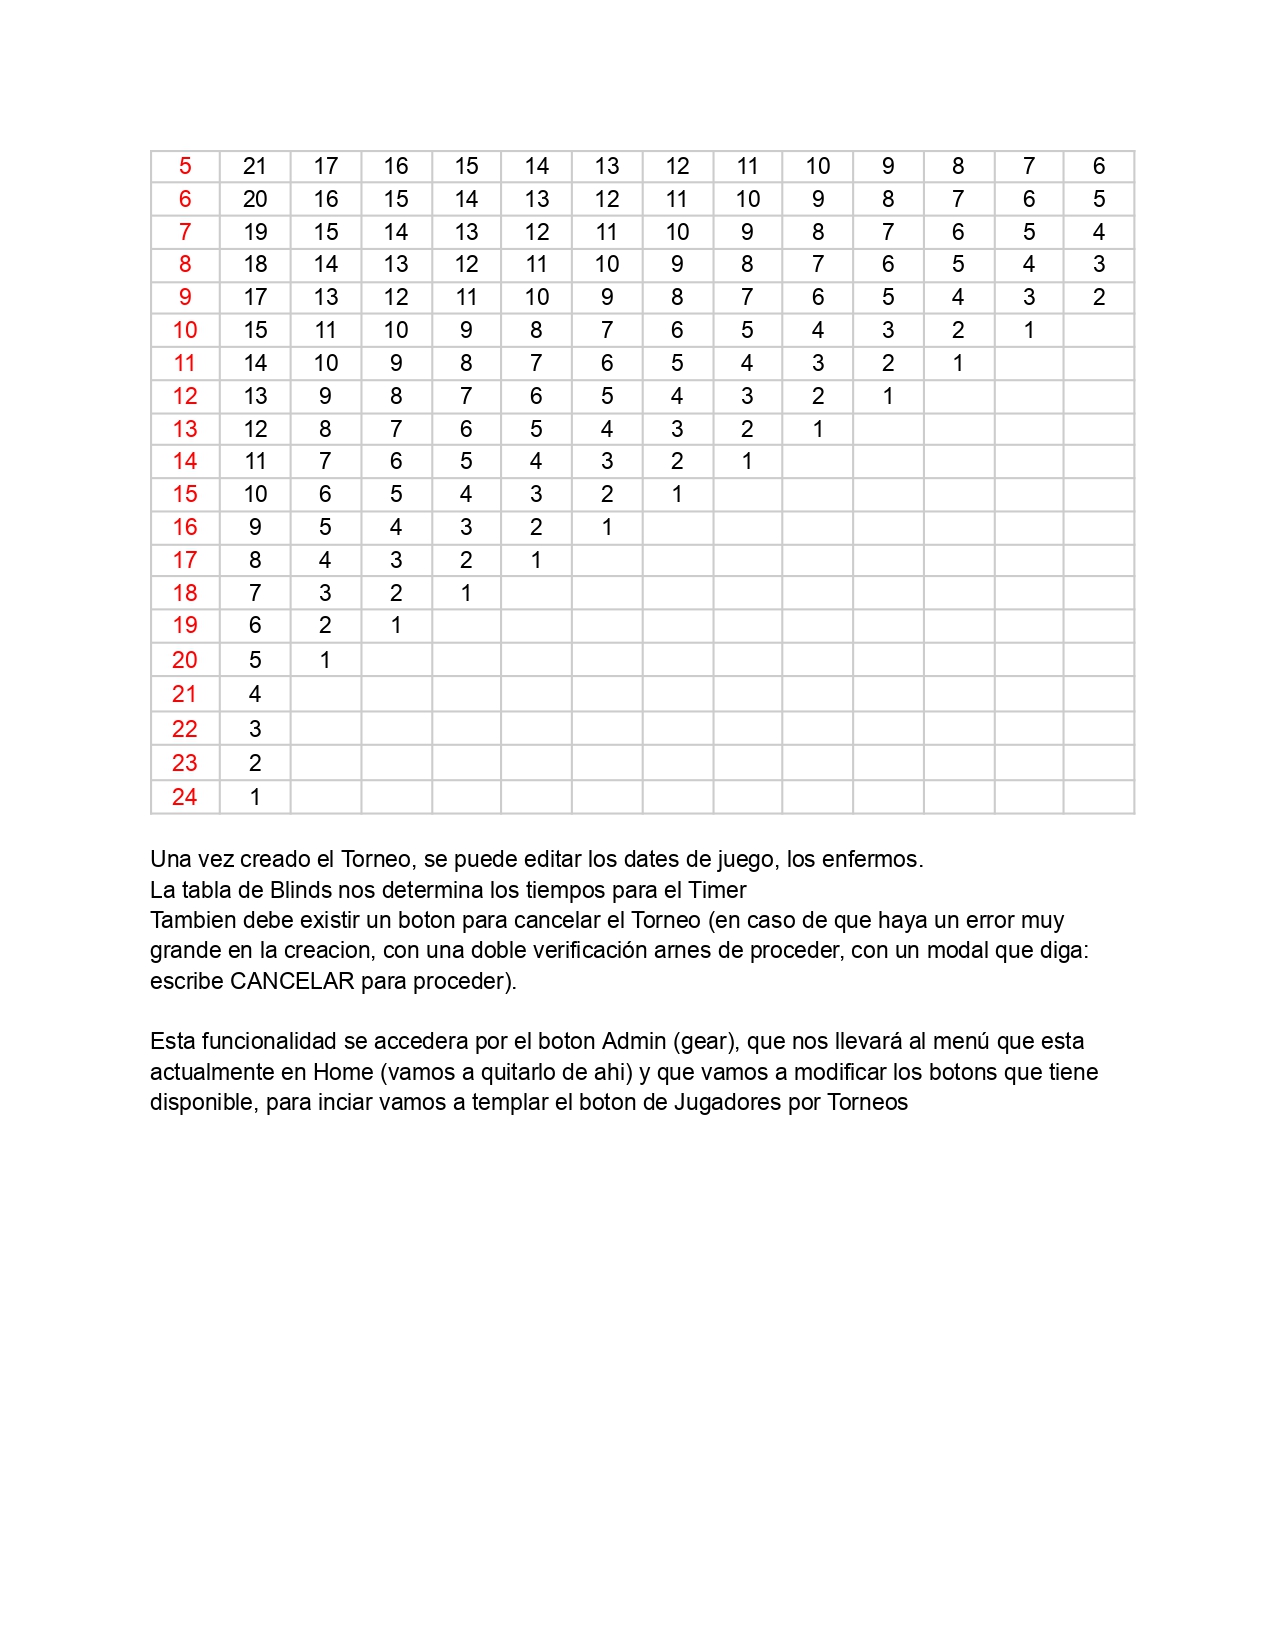 5 21 17 16 15 14 13 12 11 10 9 8 7 6
6 20 16 15 14 13 12 11 10 9 8 7 6 5
7 19 15 14 13 12 11 10 9 8 7 6 5 4
8 18 14 13 12 11 10 9 8 7 6 5 4 3
9 17 13 12 11 10 9 8 7 6 5 4 3 2
10 15 11 10 9 8 7 6 5 4 3 2 1
11 14 10 9 8 7 6 5 4 3 2 1
12 13 9 8 7 6 5 4 3 2 1
13 12 8 7 6 5 4 3 2 1
14 11 7 6 5 4 3 2 1
15 10 6 5 4 3 2 1
16 9 5 4 3 2 1
17 8 4 3 2 1
18 7 3 2 1
19 6 2 1
20 5 1
21 4
22 3
23 2
24 1
Una vez creado el Torneo, se puede editar los dates de juego, los enfermos.
La tabla de Blinds nos determina los tiempos para el Timer
Tambien debe existir un boton para cancelar el Torneo (en caso de que haya un error muy
grande en la creacion, con una doble verificación arnes de proceder, con un modal que diga:
escribe CANCELAR para proceder).
Esta funcionalidad se accedera por el boton Admin (gear), que nos llevará al menú que esta
actualmente en Home (vamos a quitarlo de ahi) y que vamos a modificar los botons que tiene
disponible, para inciar vamos a templar el boton de Jugadores por Torneos